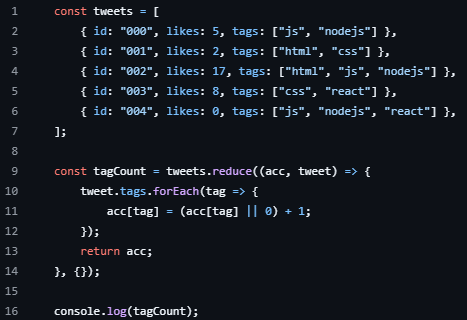 1 const tweets = [
2     { id: "000", likes: 5, tags: ["js", "nodejs"] },
3     { id: "001", likes: 2, tags: ["html", "css"] },
4     { id: "002", likes: 17, tags: ["html", "js", "nodejs"] },
5     { id: "003", likes: 8, tags: ["css", "react"] },
6     { id: "004", likes: 0, tags: ["js", "nodejs", "react"] },
7 ];
8
9 const tagCount = tweets.reduce((acc, tweet) => {
10     tweet.tags.forEach(tag => {
11         acc[tag] = (acc[tag] || 0) + 1;
12     });
13     return acc;
14 }, {});
15
16 console.log(tagCount);